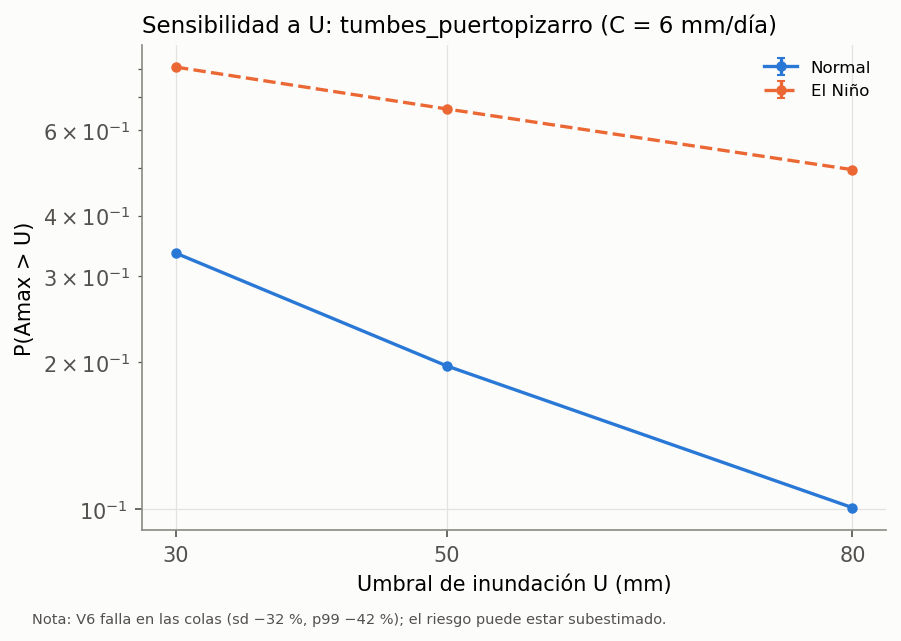 Sensibilidad a U: tumbes_puertopizarro (C = 6 mm/día)
Normal
El Niño
6 × 10⁻¹
4 × 10⁻¹
3 × 10⁻¹
2 × 10⁻¹
10⁻¹
P(Amax > U)
30 50 80
Umbral de inundación U (mm)
Nota: V6 falla en las colas (sd −32 %, p99 −42 %); el riesgo puede estar subestimado.